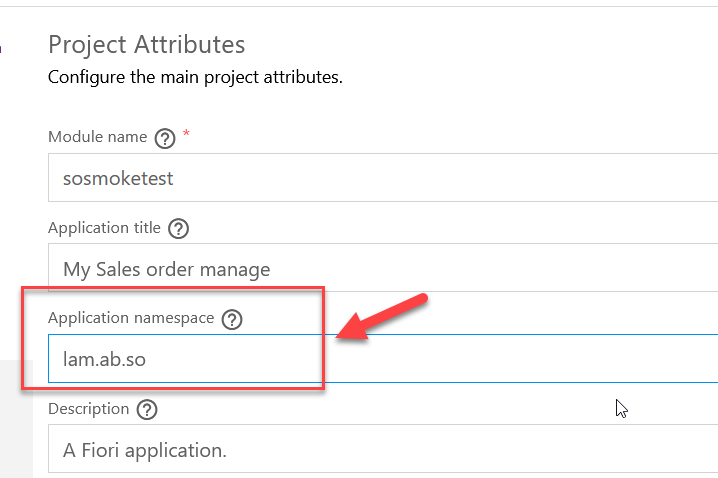 Project Attributes
Configure the main project attributes.
Module name ? *
sosmoketest
Application title ?
My Sales order manage
Application namespace ?
lam.ab.so
Description ?
A Fiori application.